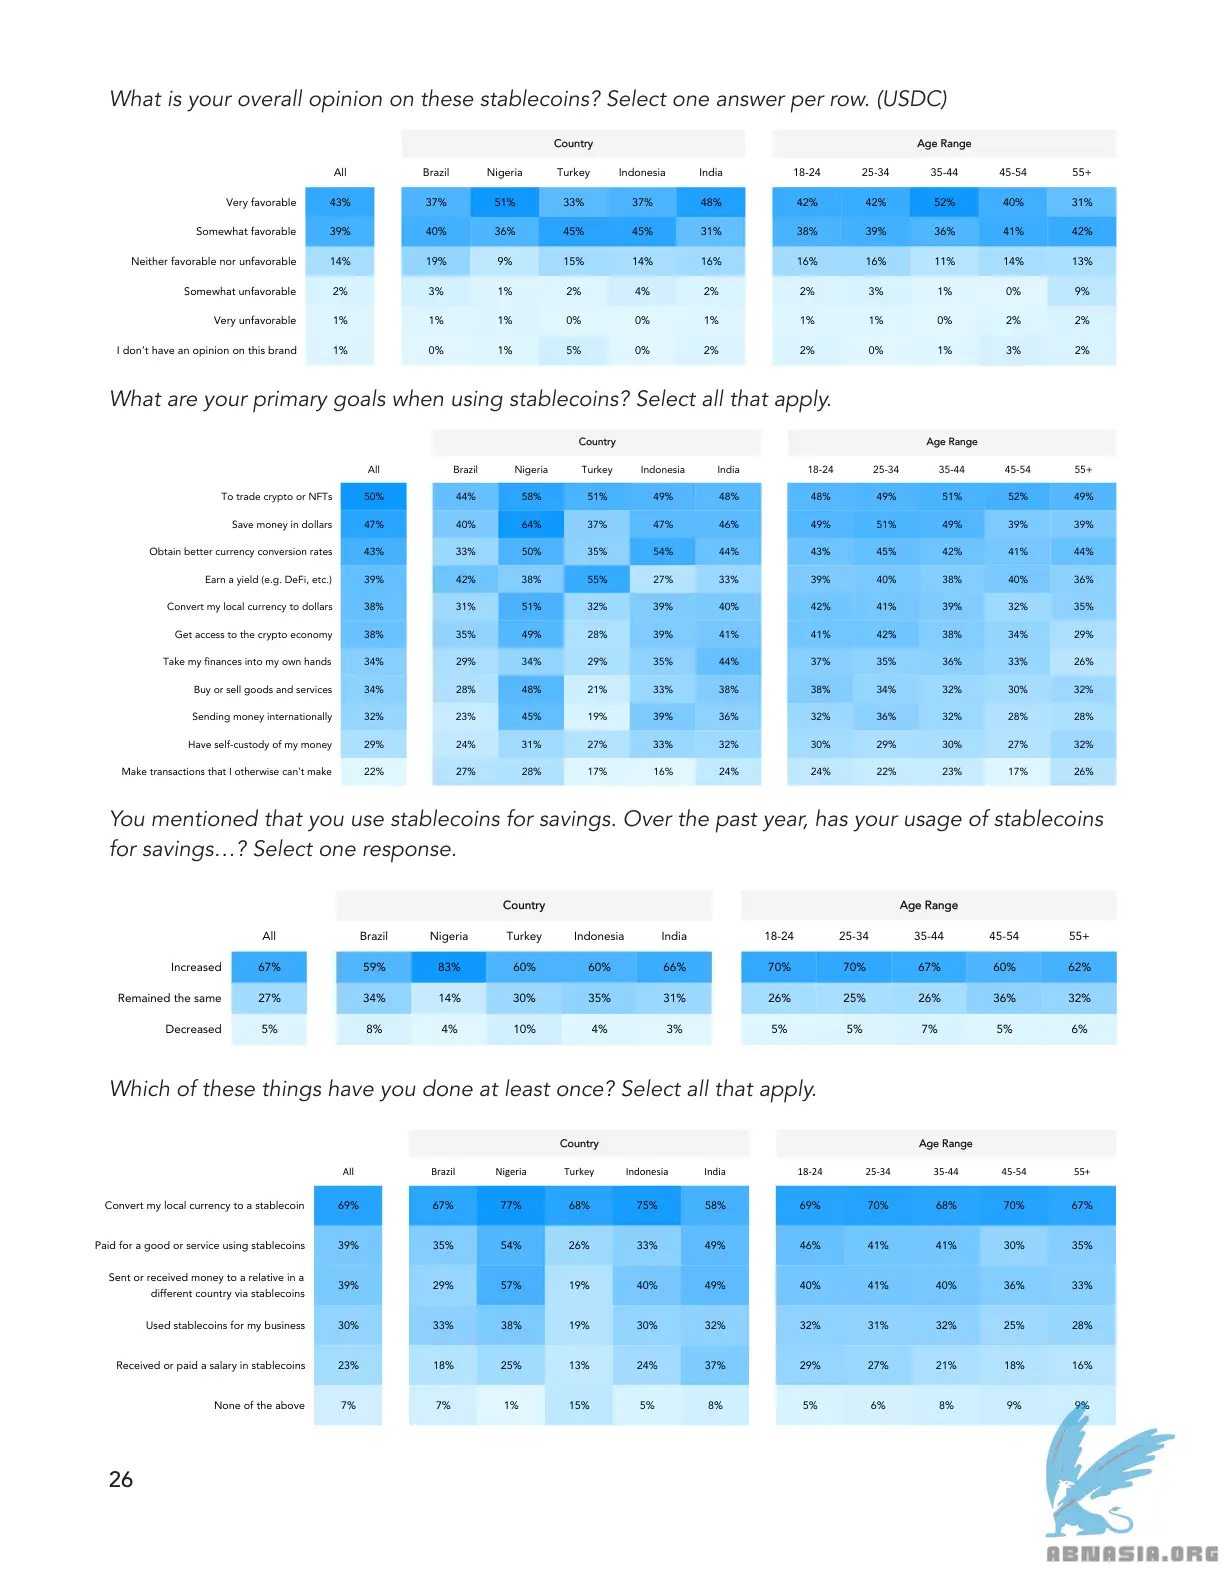 What is your overall opinion on these stablecoins? Select one answer per row. (USDC)
Country Age Range
All Brazil Nigeria Turkey Indonesia India 18-24 25-34 35-44 45-54 55+
Very favorable 43% 37% 51% 33% 37% 48% 42% 42% 52% 40% 31%
Somewhat favorable 39% 40% 36% 45% 45% 31% 38% 39% 36% 41% 42%
Neither favorable nor unfavorable 14% 19% 9% 15% 14% 16% 16% 16% 11% 14% 13%
Somewhat unfavorable 2% 3% 1% 2% 4% 2% 2% 3% 1% 0% 9%
Very unfavorable 1% 1% 1% 0% 0% 1% 1% 1% 0% 2% 2%
I don't have an opinion on this brand 1% 0% 1% 5% 0% 2% 2% 0% 1% 3% 2%
What are your primary goals when using stablecoins? Select all that apply.
Country Age Range
All Brazil Nigeria Turkey Indonesia India 18-24 25-34 35-44 45-54 55+
To trade crypto or NFTs 50% 44% 58% 51% 49% 48% 48% 49% 51% 52% 49%
Save money in dollars 47% 40% 64% 37% 47% 46% 49% 51% 49% 39% 39%
Obtain better currency conversion rates 43% 33% 50% 35% 54% 44% 43% 45% 42% 41% 44%
Earn a yield (e.g. DeFi, etc.) 39% 42% 38% 55% 27% 33% 39% 40% 38% 40% 36%
Convert my local currency to dollars 38% 31% 51% 32% 39% 40% 42% 41% 39% 32% 35%
Get access to the crypto economy 38% 35% 49% 28% 39% 41% 41% 42% 38% 34% 29%
Take my finances into my own hands 34% 29% 34% 29% 35% 44% 37% 35% 36% 33% 26%
Buy or sell goods and services 34% 28% 48% 21% 33% 38% 38% 34% 32% 30% 32%
Sending money internationally 32% 23% 45% 19% 39% 36% 32% 36% 32% 28% 28%
Have self-custody of my money 29% 24% 31% 27% 33% 32% 30% 29% 30% 27% 32%
Make transactions that I otherwise can't make 22% 27% 28% 17% 16% 24% 24% 22% 23% 17% 26%
You mentioned that you use stablecoins for savings. Over the past year, has your usage of stablecoins
for savings…? Select one response.
Country Age Range
All Brazil Nigeria Turkey Indonesia India 18-24 25-34 35-44 45-54 55+
Increased 67% 59% 83% 60% 60% 66% 70% 70% 67% 60% 62%
Remained the same 27% 34% 14% 30% 35% 31% 26% 25% 26% 36% 32%
Decreased 5% 8% 4% 10% 4% 3% 5% 5% 7% 5% 6%
Which of these things have you done at least once? Select all that apply.
Country Age Range
All Brazil Nigeria Turkey Indonesia India 18-24 25-34 35-44 45-54 55+
Convert my local currency to a stablecoin 69% 67% 77% 68% 75% 58% 69% 70% 68% 70% 67%
Paid for a good or service using stablecoins 39% 35% 54% 26% 33% 49% 46% 41% 41% 30% 35%
Sent or received money to a relative in a
different country via stablecoins 39% 29% 57% 19% 40% 49% 40% 41% 40% 36% 33%
Used stablecoins for my business 30% 33% 38% 19% 30% 32% 32% 31% 32% 25% 28%
Received or paid a salary in stablecoins 23% 18% 25% 13% 24% 37% 29% 27% 21% 18% 16%
None of the above 7% 7% 1% 15% 5% 8% 5% 6% 8% 9% 9%
26
ABNASIA.ORG